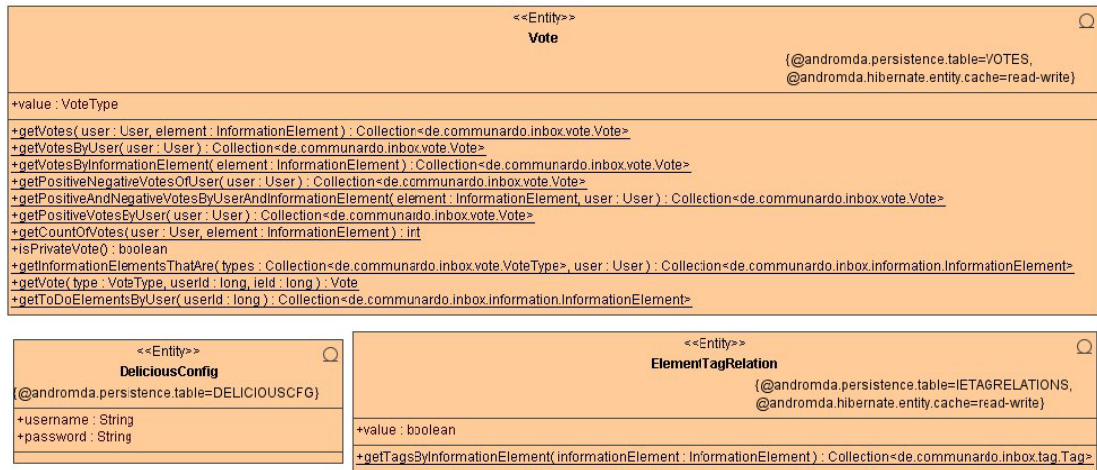 <<Entity>>
Vote
{@andromda.persistence.table=VOTES,
@andromda.hibernate.entity.cache=read-write}
+value : VoteType
+getVotes( user : User, element : InformationElement ) : Collection<de.communardo.inbox.vote.Vote>
+getVotesByUser( user : User ) : Collection<de.communardo.inbox.vote.Vote>
+getVotesByInformationElement( element : InformationElement ) : Collection<de.communardo.inbox.vote.Vote>
+getPositiveNegativeVotesOfUser( user : User ) : Collection<de.communardo.inbox.vote.Vote>
+getPositiveAndNegativeVotesByUserAndInformationElement( element : InformationElement, user : User ) : Collection<de.communardo.inbox.vote.Vote>
+getPositiveVotesByUser( user : User ) : Collection<de.communardo.inbox.vote.Vote>
+getCountOfVotes( user : User, element : InformationElement ) : int
+isPrivateVote() : boolean
+getInformationElementsThatAre( types : Collection<de.communardo.inbox.vote.VoteType>, user : User ) : Collection<de.communardo.inbox.information.InformationElement>
+getVote( type : VoteType, userId : long, ieId : long ) : Vote
+getToDoElementsByUser( userId : long ) : Collection<de.communardo.inbox.information.InformationElement>
<<Entity>>
DeliciousConfig
{@andromda.persistence.table=DELICIOUSCFG}
+username : String
+password : String
<<Entity>>
ElementTagRelation
{@andromda.persistence.table=IETAGRELATIONS,
@andromda.hibernate.entity.cache=read-write}
+value : boolean
+getTagsByInformationElement( informationElement : InformationElement ) : Collection<de.communardo.inbox.tag.Tag>